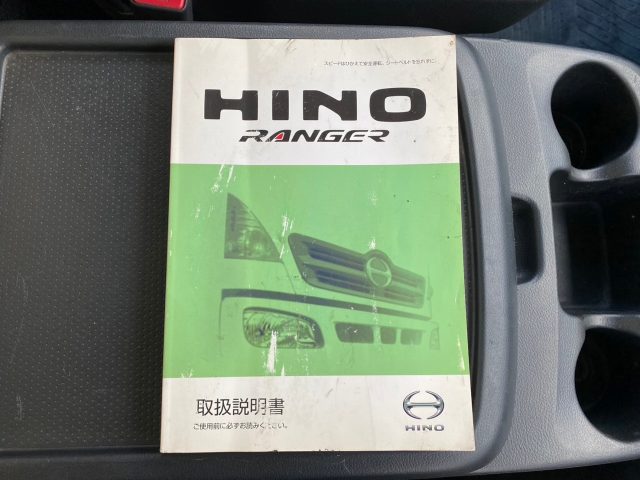 スピードはひかえて安全運転、シートベルトを忘れずに。
HINO
RANGER
取扱説明書
ご使用前に必ずお読みください。
HINO